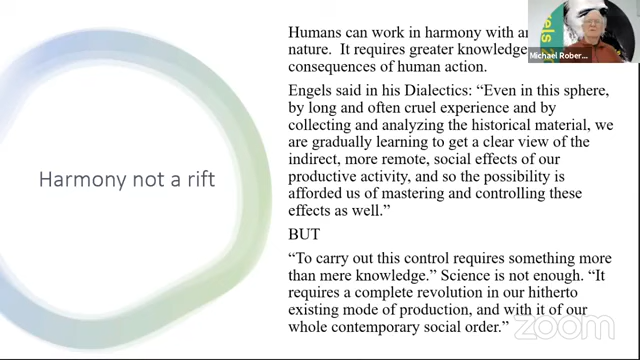 Humans can work in harmony with an
Michael Rober...
nature. It requires greater knowledge
consequences of human action.
Engels said in his Dialectics: “Even in this sphere,
by long and often cruel experience and by
collecting and analyzing the historical material, we
are gradually learning to get a clear view of the
indirect, more remote, social effects of our
Harmony not a rift
productive activity, and so the possibility is
afforded us of mastering and controlling these
effects as well.”
BUT
“To carry out this control requires something more
than mere knowledge.” Science is not enough. “It
requires a complete revolution in our hitherto
existing mode of production, and with it of our
whole contemporary social order.”
zoom